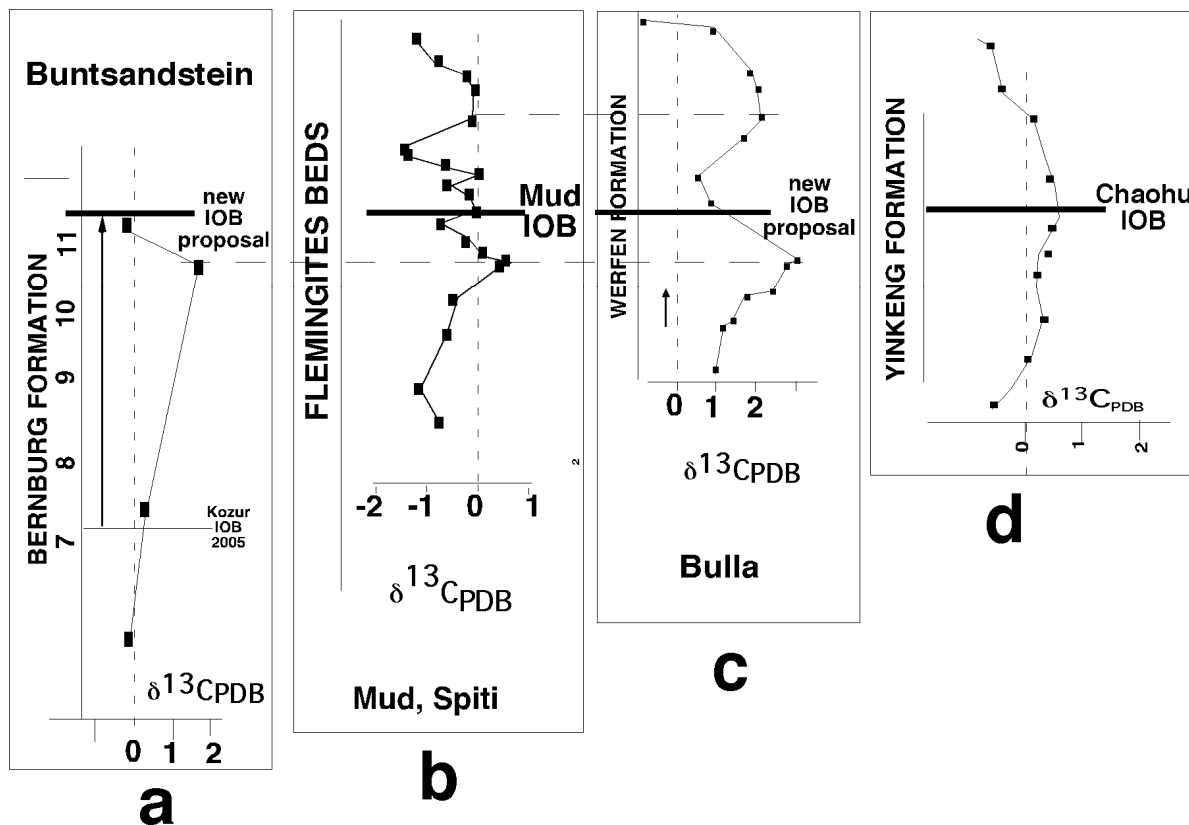 Buntsandstein
BERNBURG FORMATION
11
10
9
8
7
new
IOB
proposal
Kozur
IOB
2005
δ13CPDB
0 1 2
a
FLEMINGITES BEDS
Mud
IOB
2
-2 -1 0 1
δ13CPDB
Mud, Spiti
b
WERFEN FORMATION
new
IOB
proposal
0 1 2
δ13CPDB
Bulla
c
YINKENG FORMATION
Chaohu
IOB
δ13CPDB
0 1 2
d